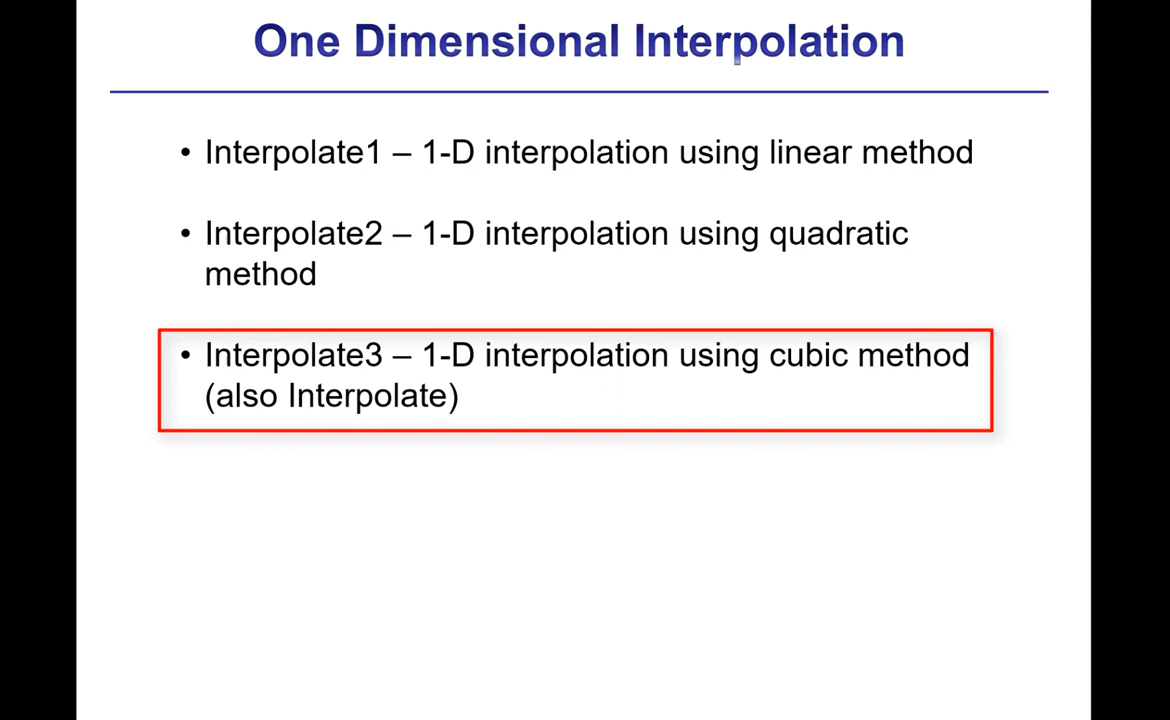 One Dimensional Interpolation
• Interpolate1 – 1-D interpolation using linear method
• Interpolate2 – 1-D interpolation using quadratic
method
• Interpolate3 – 1-D interpolation using cubic method
(also Interpolate)